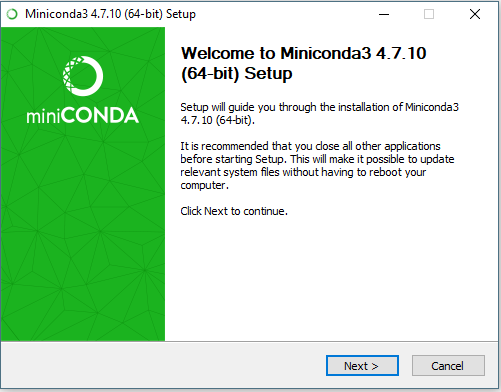 Miniconda3 4.7.10 (64-bit) Setup
miniCONDA
Welcome to Miniconda3 4.7.10
(64-bit) Setup
Setup will guide you through the installation of Miniconda3
4.7.10 (64-bit).
It is recommended that you close all other applications
before starting Setup. This will make it possible to update
relevant system files without having to reboot your
computer.
Click Next to continue.
Next >
Cancel